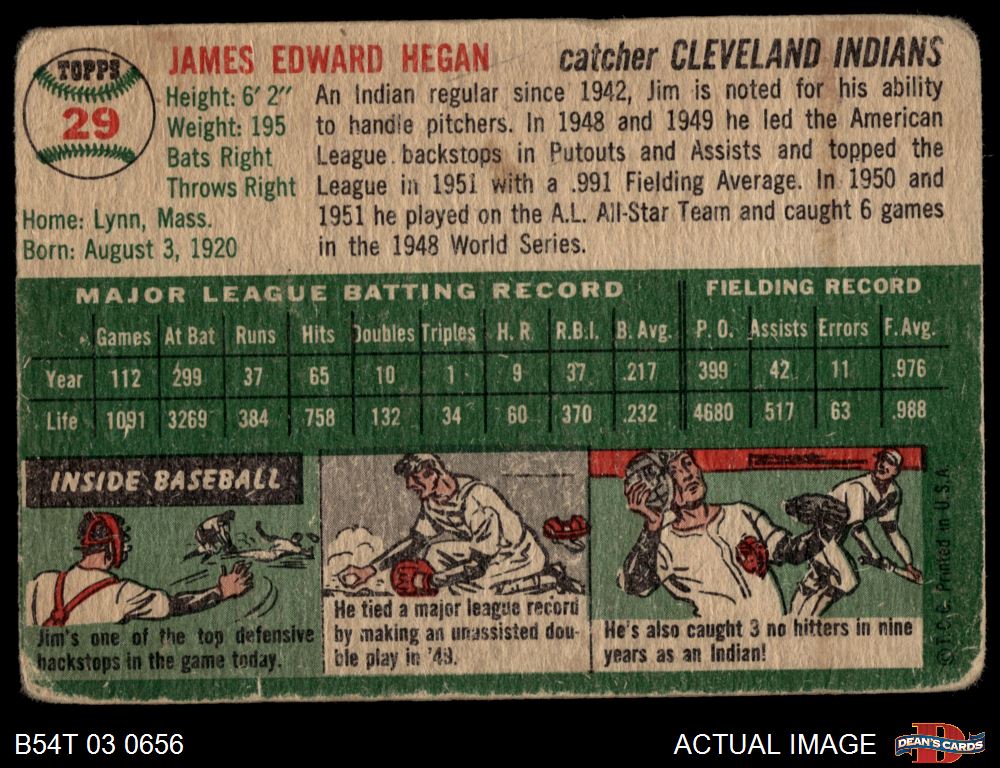 TOPPS
29
JAMES EDWARD HEGAN
catcher CLEVELAND INDIANS
Height: 6' 2"
Weight: 195
Bats Right
Throws Right
Home: Lynn, Mass.
Born: August 3, 1920
An Indian regular since 1942, Jim is noted for his ability
to handle pitchers. In 1948 and 1949 he led the American
League backstops in Putouts and Assists and topped the
League in 1951 with a .991 Fielding Average. In 1950 and
1951 he played on the A.L. All-Star Team and caught 6 games
in the 1948 World Series.
MAJOR LEAGUE BATTING RECORD FIELDING RECORD
Games At Bat Runs Hits Doubles Triples H. R. R.B.I. B. Avg. P. O. Assists Errors F. Avg.
Year 112 299 37 65 10 1 9 37 .217 399 42 11 .976
Life 1091 3269 384 758 132 34 60 370 .232 4680 517 63 .988
INSIDE BASEBALL
Jim's one of the top defensive
backstops in the game today.
He tied a major league record
by making an unassisted dou-
ble play in '49.
He's also caught 3 no hitters in nine
years as an Indian!
© T. C. G. Printed in U.S.A.
B54T 03 0656
ACTUAL IMAGE
D
DEAN'S CARDS